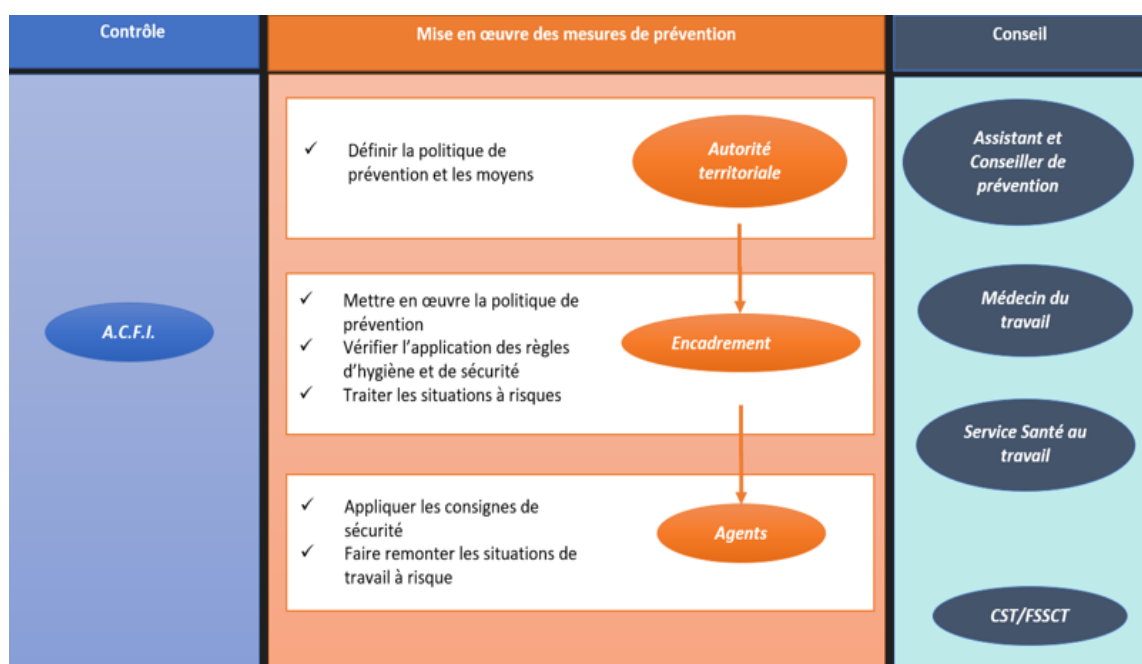 Contrôle
A.C.F.I.
Mise en œuvre des mesures de prévention
✓ Définir la politique de
prévention et les moyens
Autorité
territoriale
✓ Mettre en œuvre la politique de
prévention
✓ Vérifier l’application des règles
d’hygiène et de sécurité
✓ Traiter les situations à risques
Encadrement
✓ Appliquer les consignes de
sécurité
✓ Faire remonter les situations de
travail à risque
Agents
Conseil
Assistant et
Conseiller de
prévention
Médecin du
travail
Service Santé au
travail
CST/FSSCT